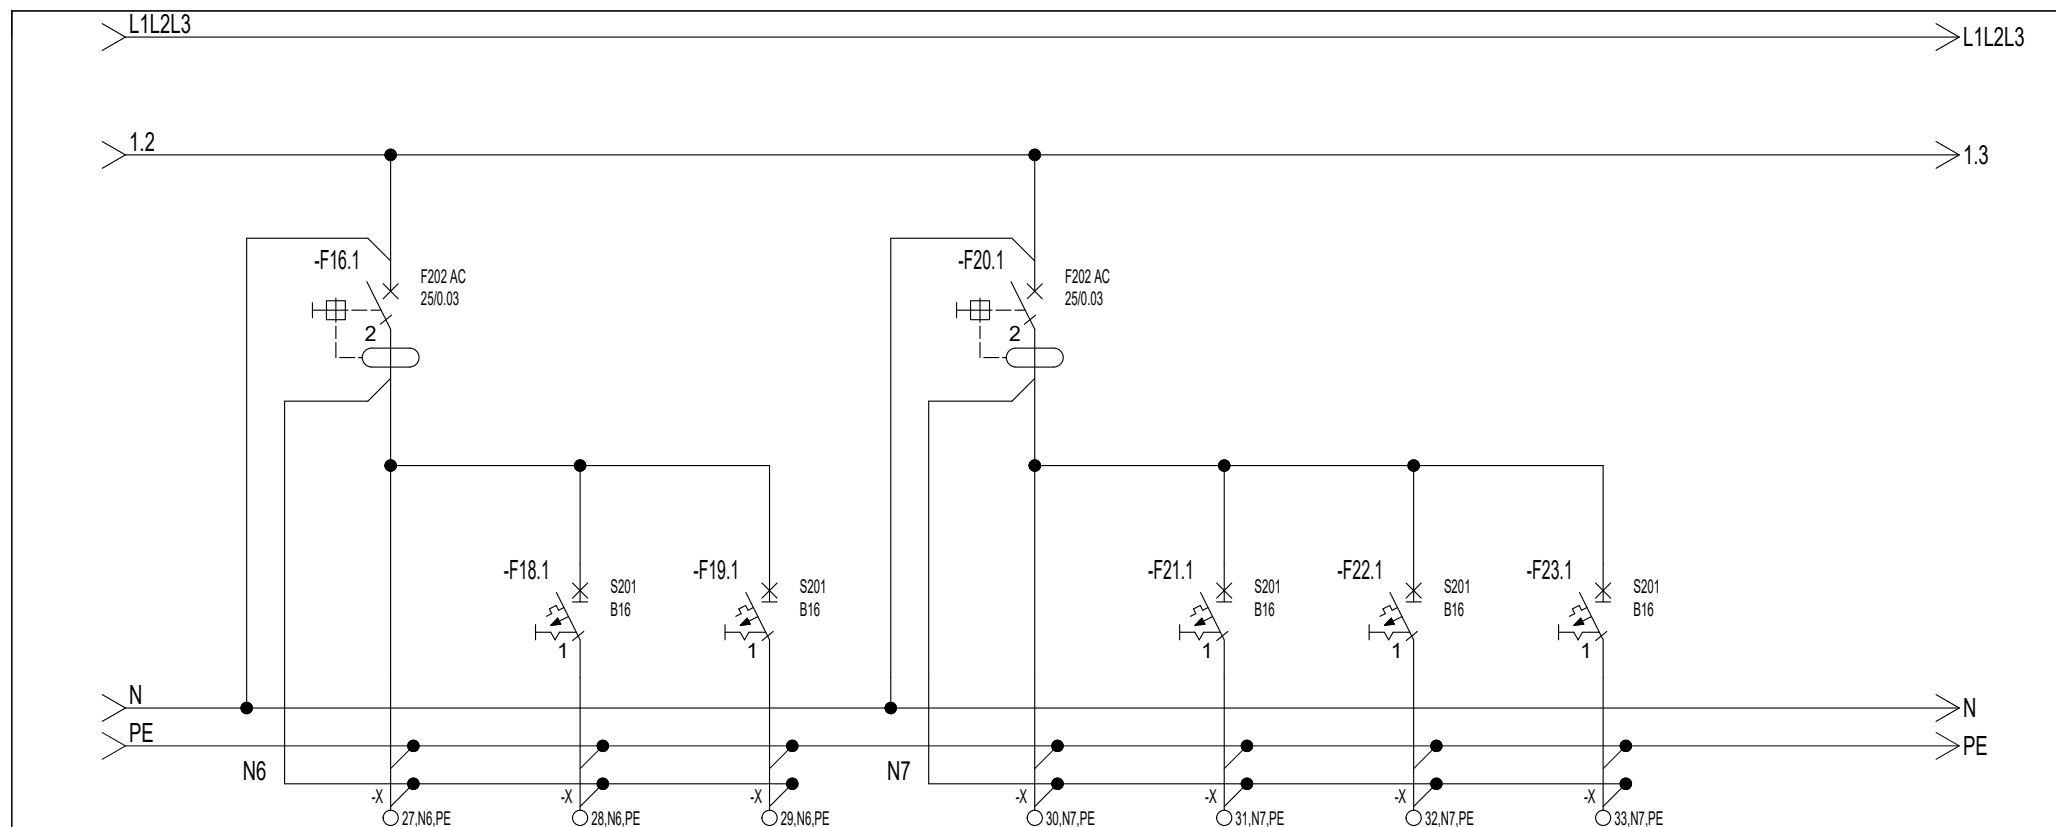 L1L2L3
L1L2L3
1.2
1.3
-F16.1
F202 AC
25/0.03
2
-F20.1
F202 AC
25/0.03
2
-F18.1
S201
B16
1
-F19.1
S201
B16
1
-F21.1
S201
B16
1
-F22.1
S201
B16
1
-F23.1
S201
B16
1
N
N
PE
PE
N6
N7
-X
-X
-X
-X
-X
-X
-X
27,N6,PE
28,N6,PE
29,N6,PE
30,N7,PE
31,N7,PE
32,N7,PE
33,N7,PE